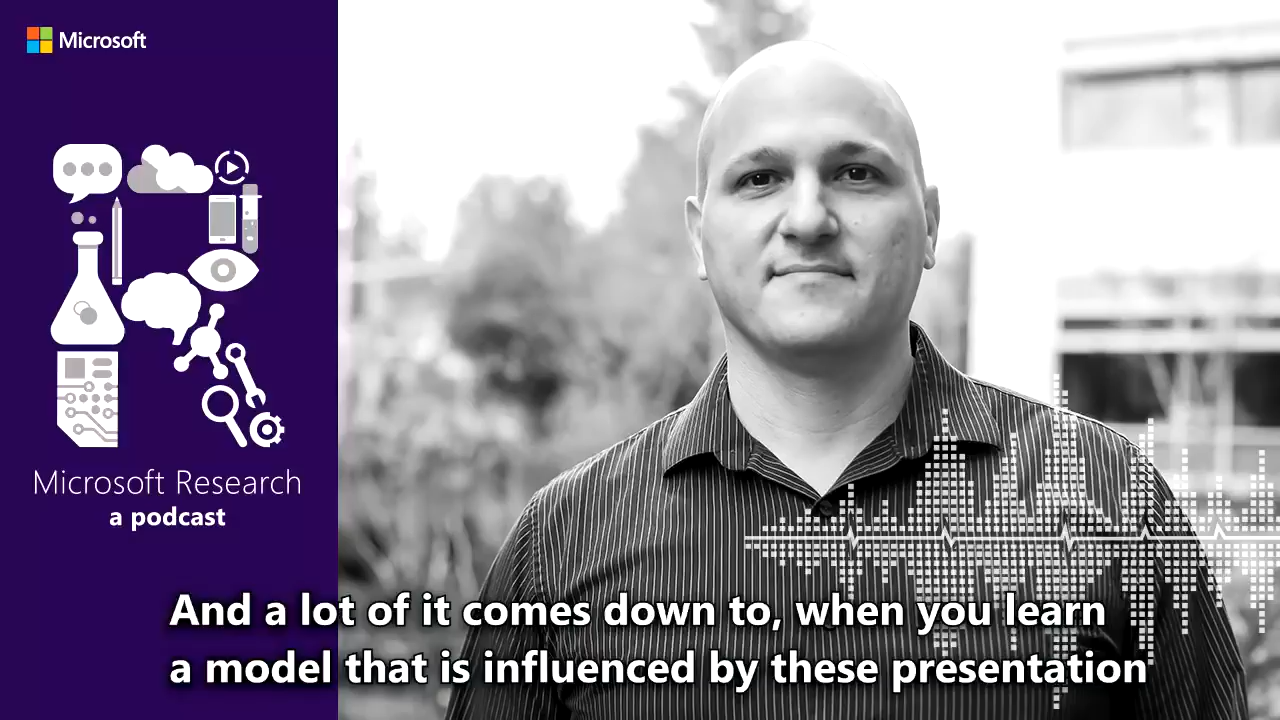 Microsoft
Microsoft Research
a podcast
And a lot of it comes down to, when you learn
a model that is influenced by these presentation